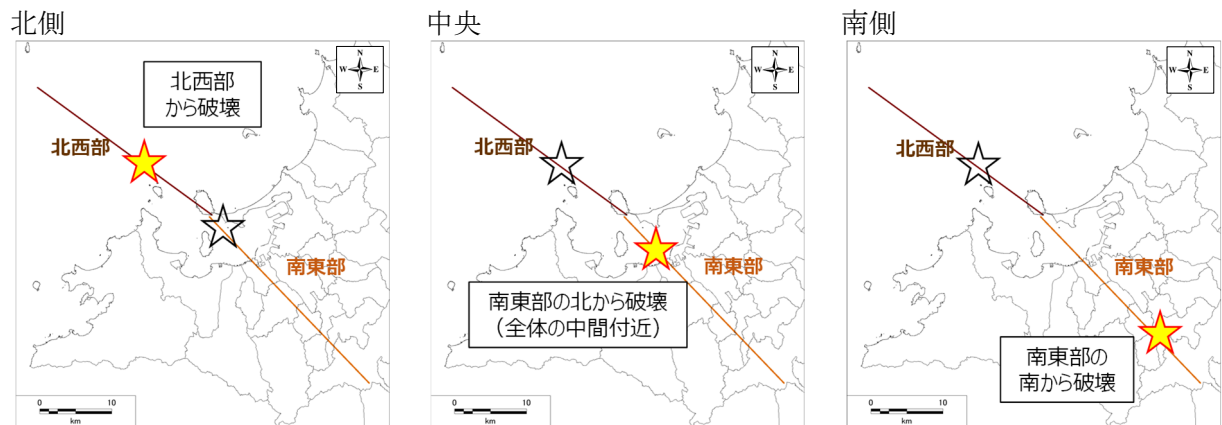 北側
N
W E
S
北西部
から破壊
北西部
南東部
0 10
km
中央
N
W E
S
北西部
南東部
南東部の北から破壊
（全体の中間付近）
0 10
km
南側
N
W E
S
北西部
南東部
南東部の
南から破壊
0 10
km